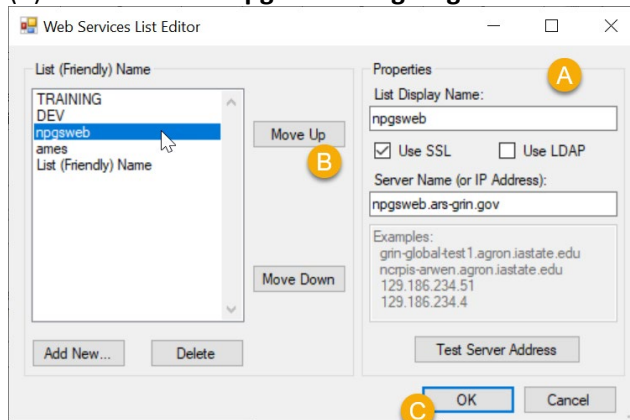 Web Services List Editor
List (Friendly) Name
TRAINING
DEV
npgsweb
ames
List (Friendly) Name
Move Up
B
Move Down
Add New...
Delete
Properties
A
List Display Name:
npgsweb
Use SSL
Use LDAP
Server Name (or IP Address):
npgsweb.ars-grin.gov
Examples:
grin-global-test1.agron.iastate.edu
ncrpis-arwen.agron.iastate.edu
129.186.234.51
129.186.234.4
Test Server Address
C
OK
Cancel